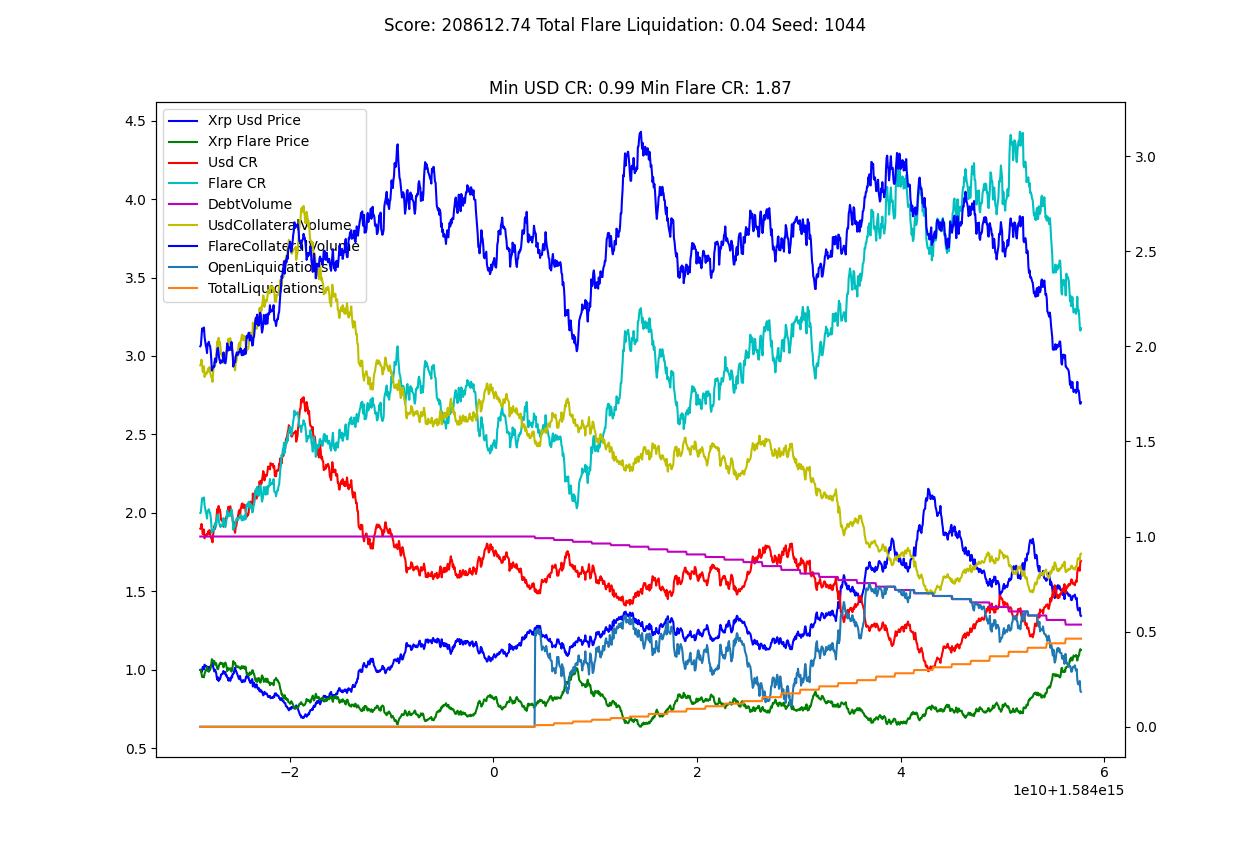 Score: 208612.74 Total Flare Liquidation: 0.04 Seed: 1044
Min USD CR: 0.99 Min Flare CR: 1.87
Xrp Usd Price
Xrp Flare Price
Usd CR
Flare CR
DebtVolume
UsdCollateralVolume
FlareCollateralVolume
OpenLiquidations
TotalLiquidations
4.5
4.0
3.5
3.0
2.5
2.0
1.5
1.0
0.5
3.0
2.5
2.0
1.5
1.0
0.5
0.0
−2
0
2
4
6
1e10+1.584e15